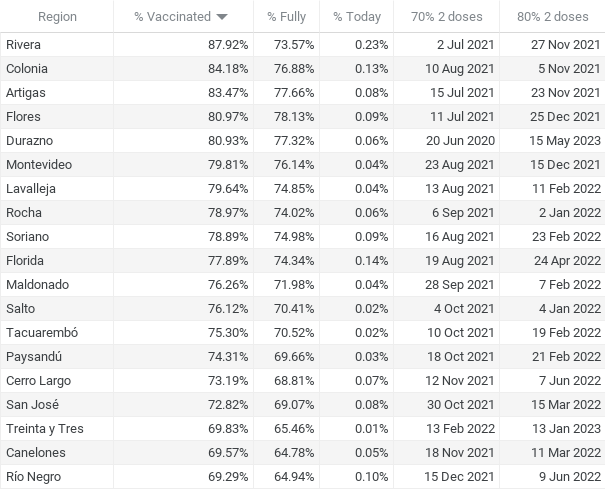 Region % Vaccinated % Fully % Today 70% 2 doses 80% 2 doses
Rivera 87.92% 73.57% 0.23% 2 Jul 2021 27 Nov 2021
Colonia 84.18% 76.88% 0.13% 10 Aug 2021 5 Nov 2021
Artigas 83.47% 77.66% 0.08% 15 Jul 2021 23 Nov 2021
Flores 80.97% 78.13% 0.09% 11 Jul 2021 25 Dec 2021
Durazno 80.93% 77.32% 0.06% 20 Jun 2020 15 May 2023
Montevideo 79.81% 76.14% 0.04% 23 Aug 2021 15 Dec 2021
Lavalleja 79.64% 74.85% 0.04% 13 Aug 2021 11 Feb 2022
Rocha 78.97% 74.02% 0.06% 6 Sep 2021 2 Jan 2022
Soriano 78.89% 74.98% 0.09% 16 Aug 2021 23 Feb 2022
Florida 77.89% 74.34% 0.14% 19 Aug 2021 24 Apr 2022
Maldonado 76.26% 71.98% 0.04% 28 Sep 2021 7 Feb 2022
Salto 76.12% 70.41% 0.02% 4 Oct 2021 4 Jan 2022
Tacuarembó 75.30% 70.52% 0.02% 10 Oct 2021 19 Feb 2022
Paysandú 74.31% 69.66% 0.03% 18 Oct 2021 21 Feb 2022
Cerro Largo 73.19% 68.81% 0.07% 12 Nov 2021 7 Jun 2022
San José 72.82% 69.07% 0.08% 30 Oct 2021 15 Mar 2022
Treinta y Tres 69.83% 65.46% 0.01% 13 Feb 2022 13 Jan 2023
Canelones 69.57% 64.78% 0.05% 18 Nov 2021 11 Mar 2022
Río Negro 69.29% 64.94% 0.10% 15 Dec 2021 9 Jun 2022